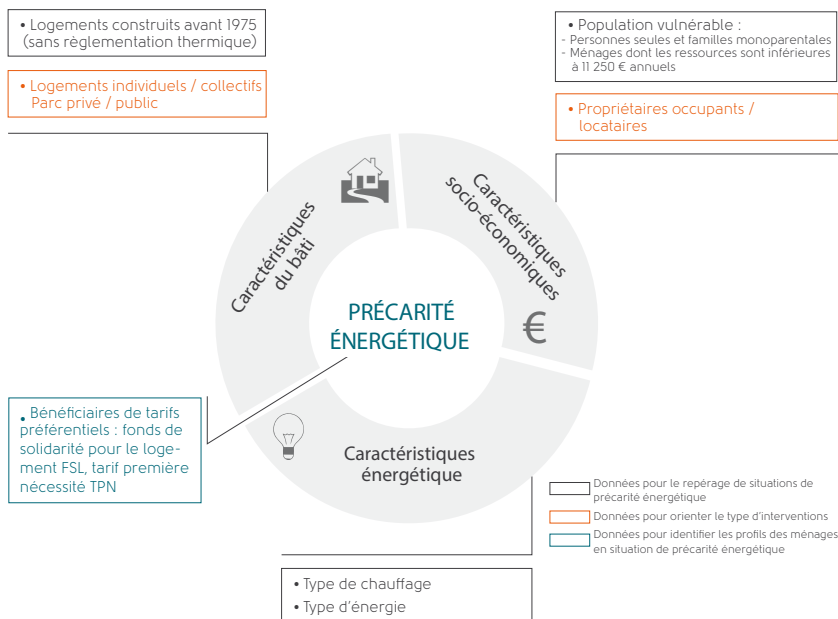 • Logements construits avant 1975
(sans règlementation thermique)
• Logements individuels / collectifs
Parc privé / public
• Population vulnérable :
- Personnes seules et familles monoparentales
- Ménages dont les ressources sont inférieures
à 11 250 € annuels
• Propriétaires occupants /
locataires
Caractéristiques
du bâti
Caractéristiques
socio-économiques
€
PRÉCARITÉ
ÉNERGÉTIQUE
• Bénéficiaires de tarifs
préférentiels : fonds de
solidarité pour le loge-
ment FSL, tarif première
nécessité TPN
Caractéristiques
énergétique
Données pour le repérage de situations de
précarité énergétique
Données pour orienter le type d'interventions
Données pour identifier les profils des ménages
en situation de précarité énergétique
• Type de chauffage
• Type d'énergie